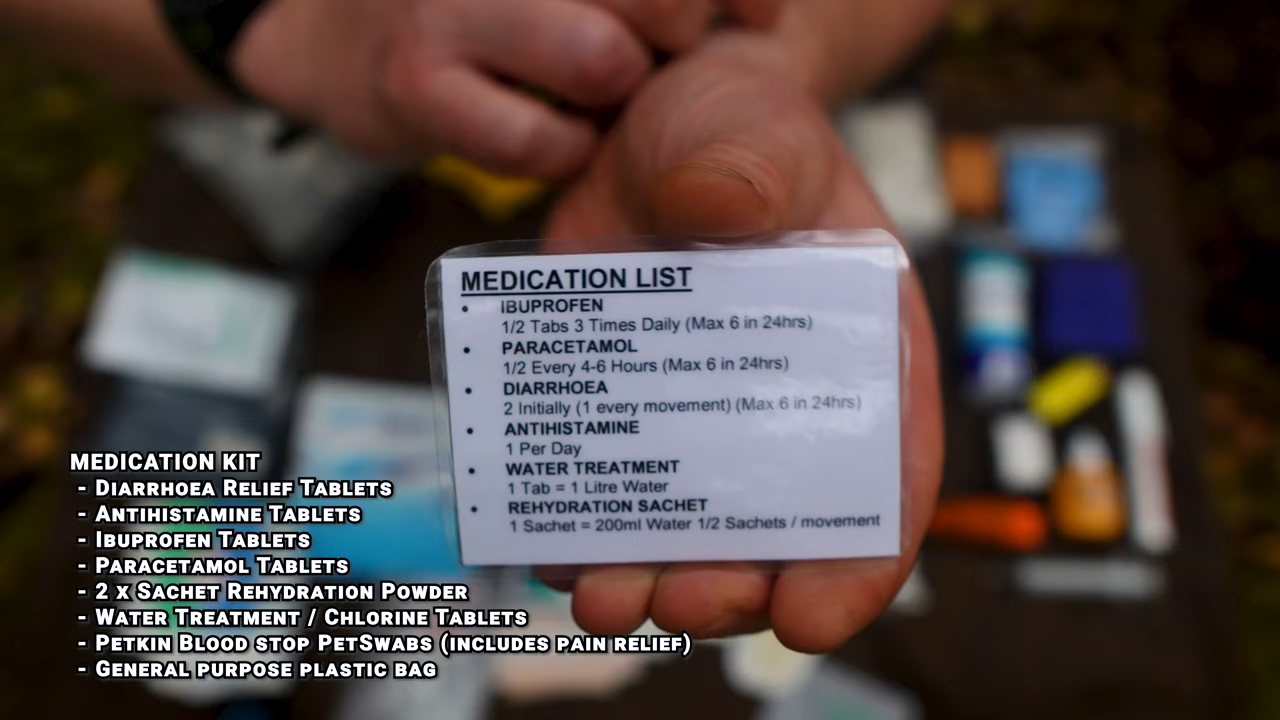 MEDICATION LIST
• IBUPROFEN
1/2 Tabs 3 Times Daily (Max 6 in 24hrs)
• PARACETAMOL
1/2 Every 4-6 Hours (Max 6 in 24hrs)
• DIARRHOEA
2 Initially (1 every movement) (Max 6 in 24hrs)
• ANTIHISTAMINE
1 Per Day
• WATER TREATMENT
1 Tab = 1 Litre Water
• REHYDRATION SACHET
1 Sachet = 200ml Water 1/2 Sachets / movement
MEDICATION KIT
- DIARRHOEA RELIEF TABLETS
- ANTIHISTAMINE TABLETS
- IBUPROFEN TABLETS
- PARACETAMOL TABLETS
- 2 X SACHET REHYDRATION POWDER
- WATER TREATMENT / CHLORINE TABLETS
- PETKIN BLOOD STOP PETSWABS (INCLUDES PAIN RELIEF)
- GENERAL PURPOSE PLASTIC BAG